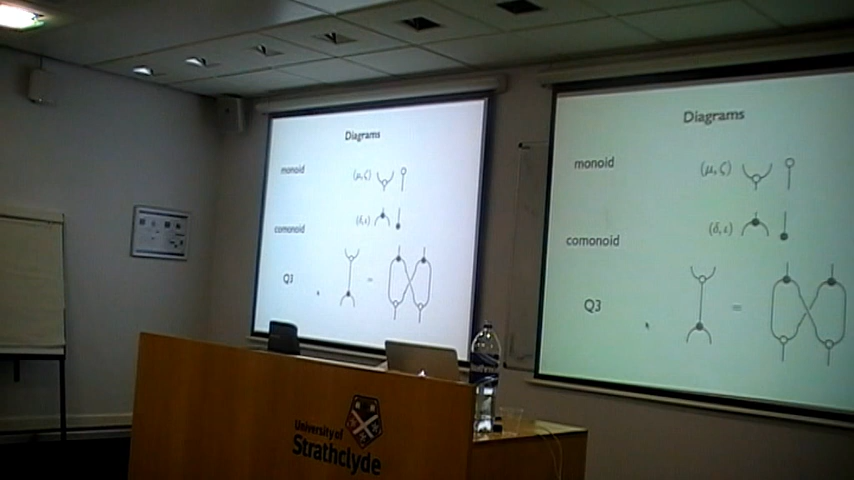 Diagrams
monoid (μ, ζ)
comonoid (δ, ι)
Q3 =
Diagrams
monoid (μ, ζ)
comonoid (δ, ι)
Q3 =
University of
Strathclyde